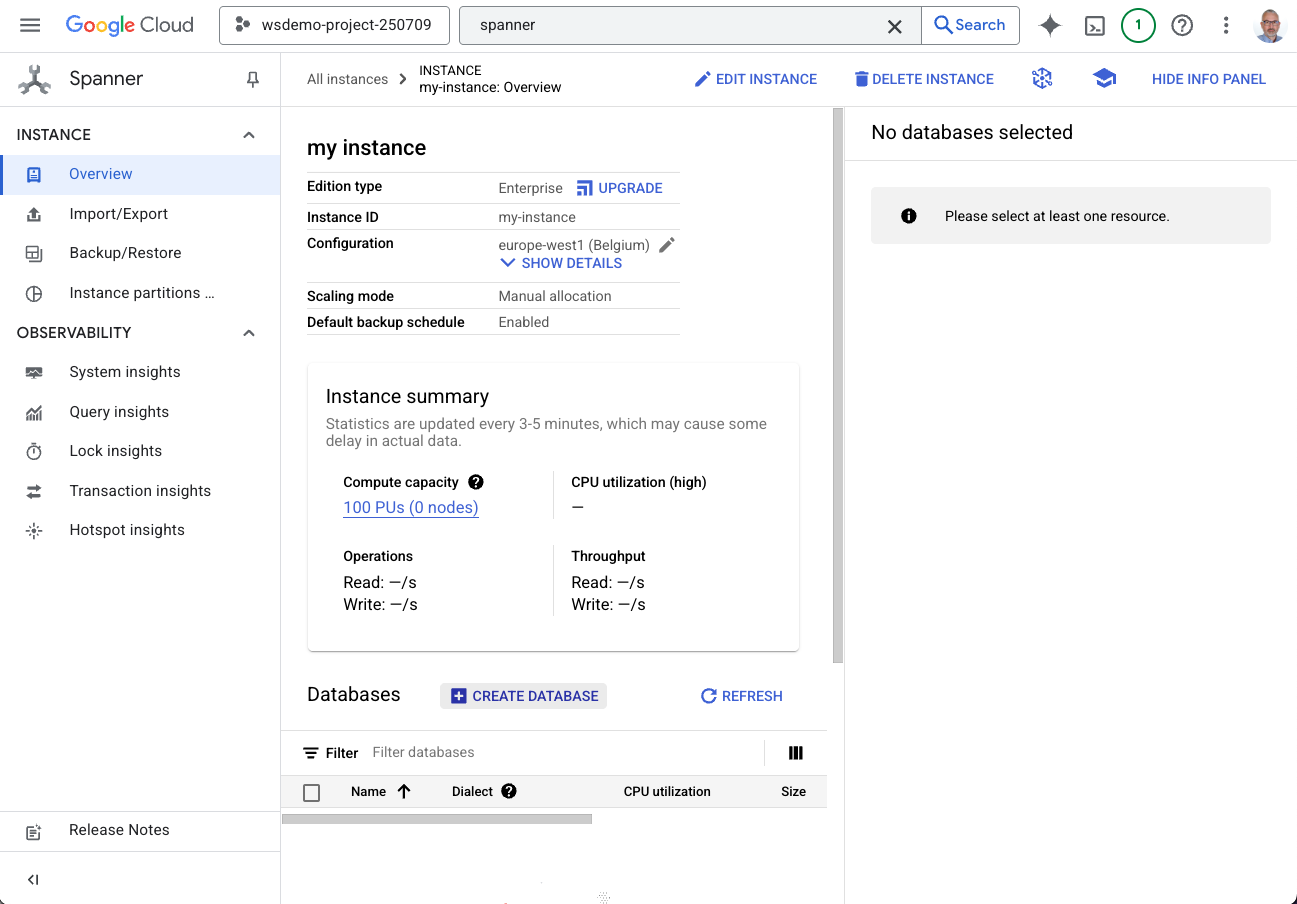 Google Cloud
wsdemo-project-250709
spanner
Search
1
Spanner
All instances
INSTANCE
my-instance: Overview
EDIT INSTANCE
DELETE INSTANCE
HIDE INFO PANEL
INSTANCE
Overview
Import/Export
Backup/Restore
Instance partitions ...
OBSERVABILITY
System insights
Query insights
Lock insights
Transaction insights
Hotspot insights
Release Notes
my instance
Edition type Enterprise UPGRADE
Instance ID my-instance
Configuration europe-west1 (Belgium)
SHOW DETAILS
Scaling mode Manual allocation
Default backup schedule Enabled
Instance summary
Statistics are updated every 3-5 minutes, which may cause some
delay in actual data.
Compute capacity
100 PUs (0 nodes)
CPU utilization (high)
—
Operations
Read: —/s
Write: —/s
Throughput
Read: —/s
Write: —/s
Databases
CREATE DATABASE
REFRESH
Filter Filter databases
Name Dialect CPU utilization Size
No databases selected
Please select at least one resource.